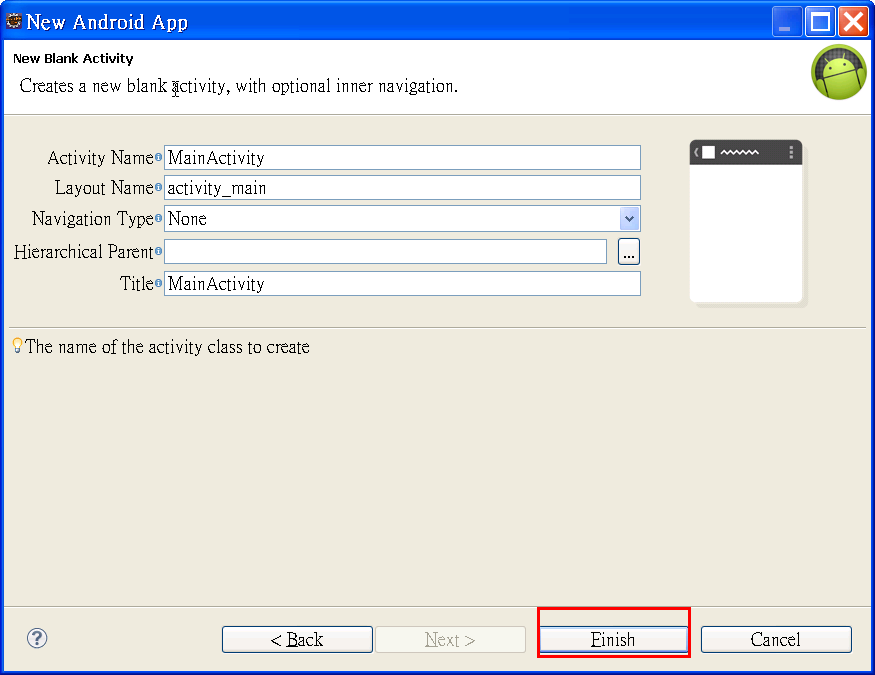 New Android App
New Blank Activity
Creates a new blank activity, with optional inner navigation.
Activity Name MainActivity
Layout Name activity_main
Navigation Type None
Hierarchical Parent ...
Title MainActivity
The name of the activity class to create
? < Back Next > Finish Cancel